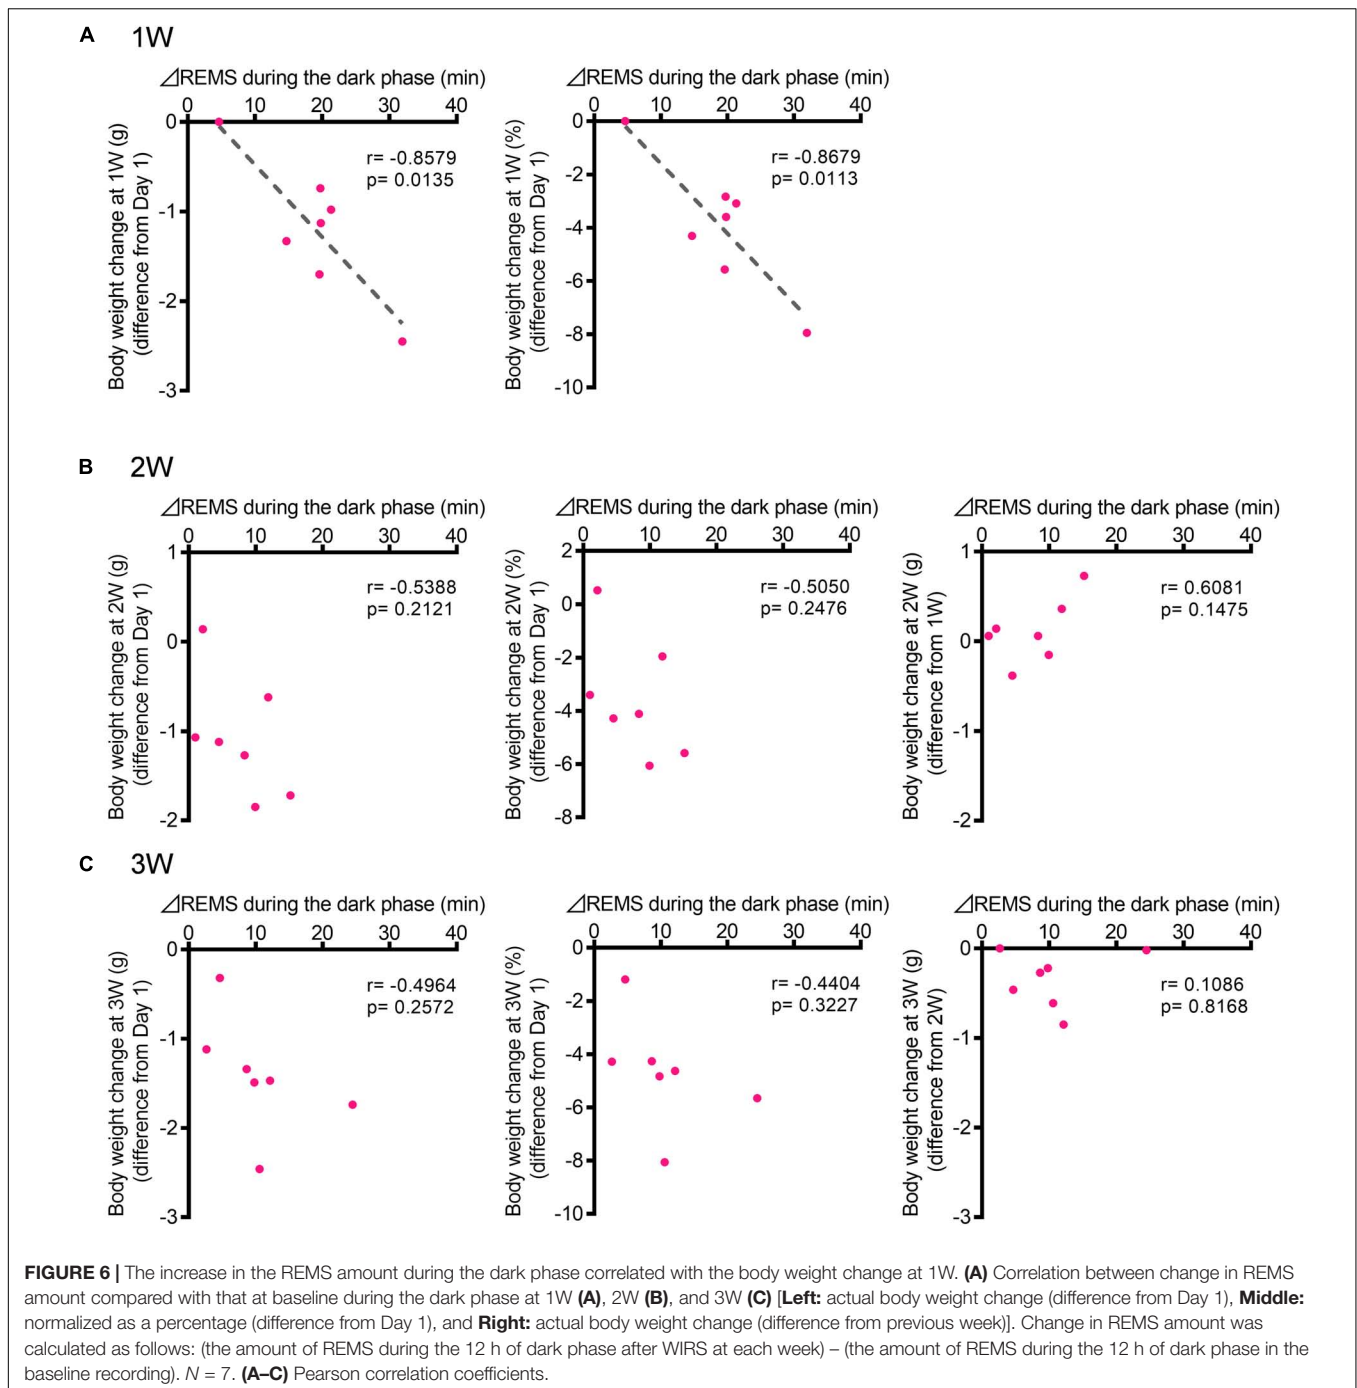 A 1W
⊿REMS during the dark phase (min)
0 10 20 30 40
Body weight change at 1W (g)
(difference from Day 1)
0
-1
-2
-3
r= -0.8579
p= 0.0135
⊿REMS during the dark phase (min)
0 10 20 30 40
Body weight change at 1W (%)
(difference from Day 1)
0
-2
-4
-6
-8
-10
r= -0.8679
p= 0.0113
B 2W
⊿REMS during the dark phase (min)
0 10 20 30 40
Body weight change at 2W (g)
(difference from Day 1)
1
0
-1
-2
r= -0.5388
p= 0.2121
⊿REMS during the dark phase (min)
0 10 20 30 40
Body weight change at 2W (%)
(difference from Day 1)
2
0
-2
-4
-6
-8
r= -0.5050
p= 0.2476
⊿REMS during the dark phase (min)
0 10 20 30 40
Body weight change at 2W (g)
(difference from 1W)
1
0
-1
-2
r= 0.6081
p= 0.1475
C 3W
⊿REMS during the dark phase (min)
0 10 20 30 40
Body weight change at 3W (g)
(difference from Day 1)
0
-1
-2
-3
r= -0.4964
p= 0.2572
⊿REMS during the dark phase (min)
0 10 20 30 40
Body weight change at 3W (%)
(difference from Day 1)
0
-2
-4
-6
-8
-10
r= -0.4404
p= 0.3227
⊿REMS during the dark phase (min)
0 10 20 30 40
Body weight change at 3W (g)
(difference from 2W)
0
-1
-2
-3
r= 0.1086
p= 0.8168
FIGURE 6 | The increase in the REMS amount during the dark phase correlated with the body weight change at 1W. (A) Correlation between change in REMS
amount compared with that at baseline during the dark phase at 1W (A), 2W (B), and 3W (C) [Left: actual body weight change (difference from Day 1), Middle:
normalized as a percentage (difference from Day 1), and Right: actual body weight change (difference from previous week)]. Change in REMS amount was
calculated as follows: (the amount of REMS during the 12 h of dark phase after WIRS at each week) – (the amount of REMS during the 12 h of dark phase in the
baseline recording). N = 7. (A–C) Pearson correlation coefficients.